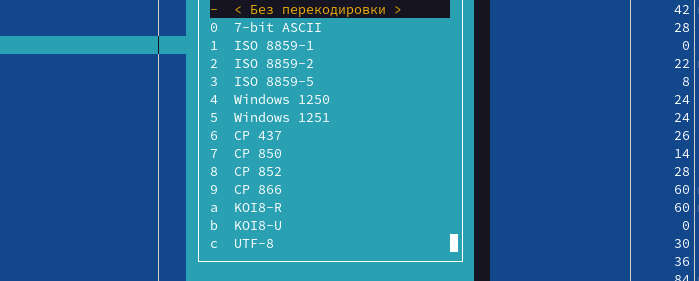 - < Без перекодировки > 42
0 7-bit ASCII 28
1 ISO 8859-1 0
2 ISO 8859-2 22
3 ISO 8859-5 8
4 Windows 1250 24
5 Windows 1251 24
6 CP 437 26
7 CP 850 14
8 CP 852 28
9 CP 866 60
a KOI8-R 60
b KOI8-U 0
c UTF-8 30
36
84